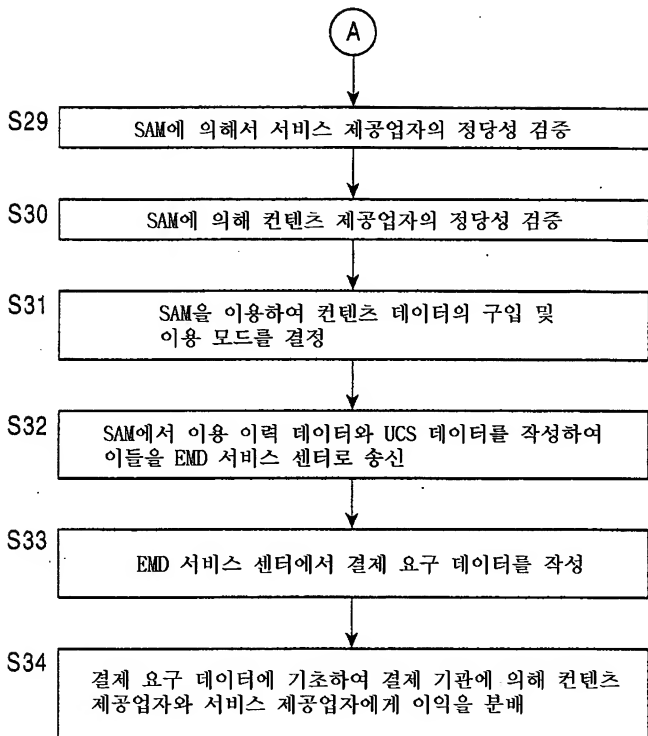 A
S29
SAM에 의해서 서비스 제공업자의 정당성 검증
S30
SAM에 의해 컨텐츠 제공업자의 정당성 검증
S31
SAM을 이용하여 컨텐츠 데이터의 구입 및
이용 모드를 결정
S32
SAM에서 이용 이력 데이터와 UCS 데이터를 작성하여
이들을 EMD 서비스 센터로 송신
S33
EMD 서비스 센터에서 결제 요구 데이터를 작성
S34
결제 요구 데이터에 기초하여 결제 기관에 의해 컨텐츠
제공업자와 서비스 제공업자에게 이익을 분배